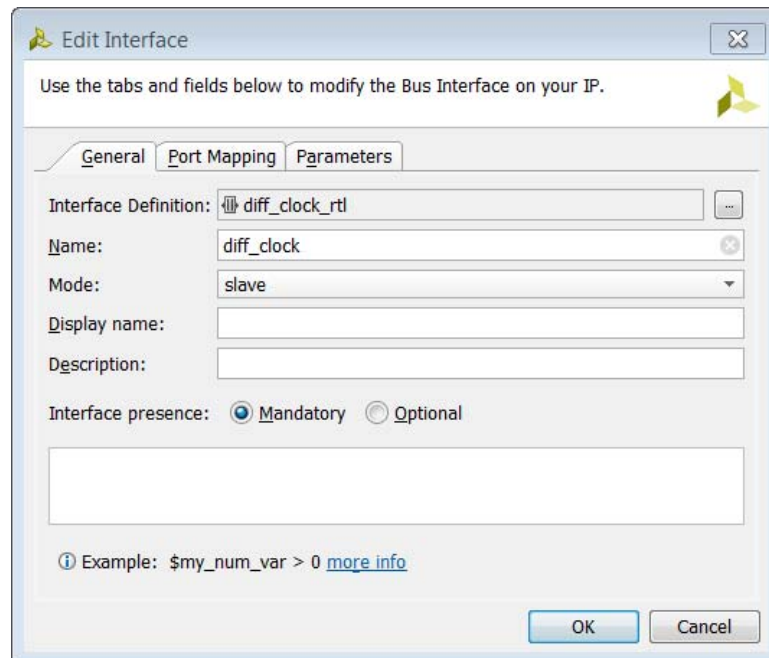 Edit Interface
Use the tabs and fields below to modify the Bus Interface on your IP.
General Port Mapping Parameters
Interface Definition: diff_clock_rtl ...
Name: diff_clock
Mode: slave
Display name:
Description:
Interface presence: Mandatory Optional
Example: $my_num_var > 0 more info
OK Cancel